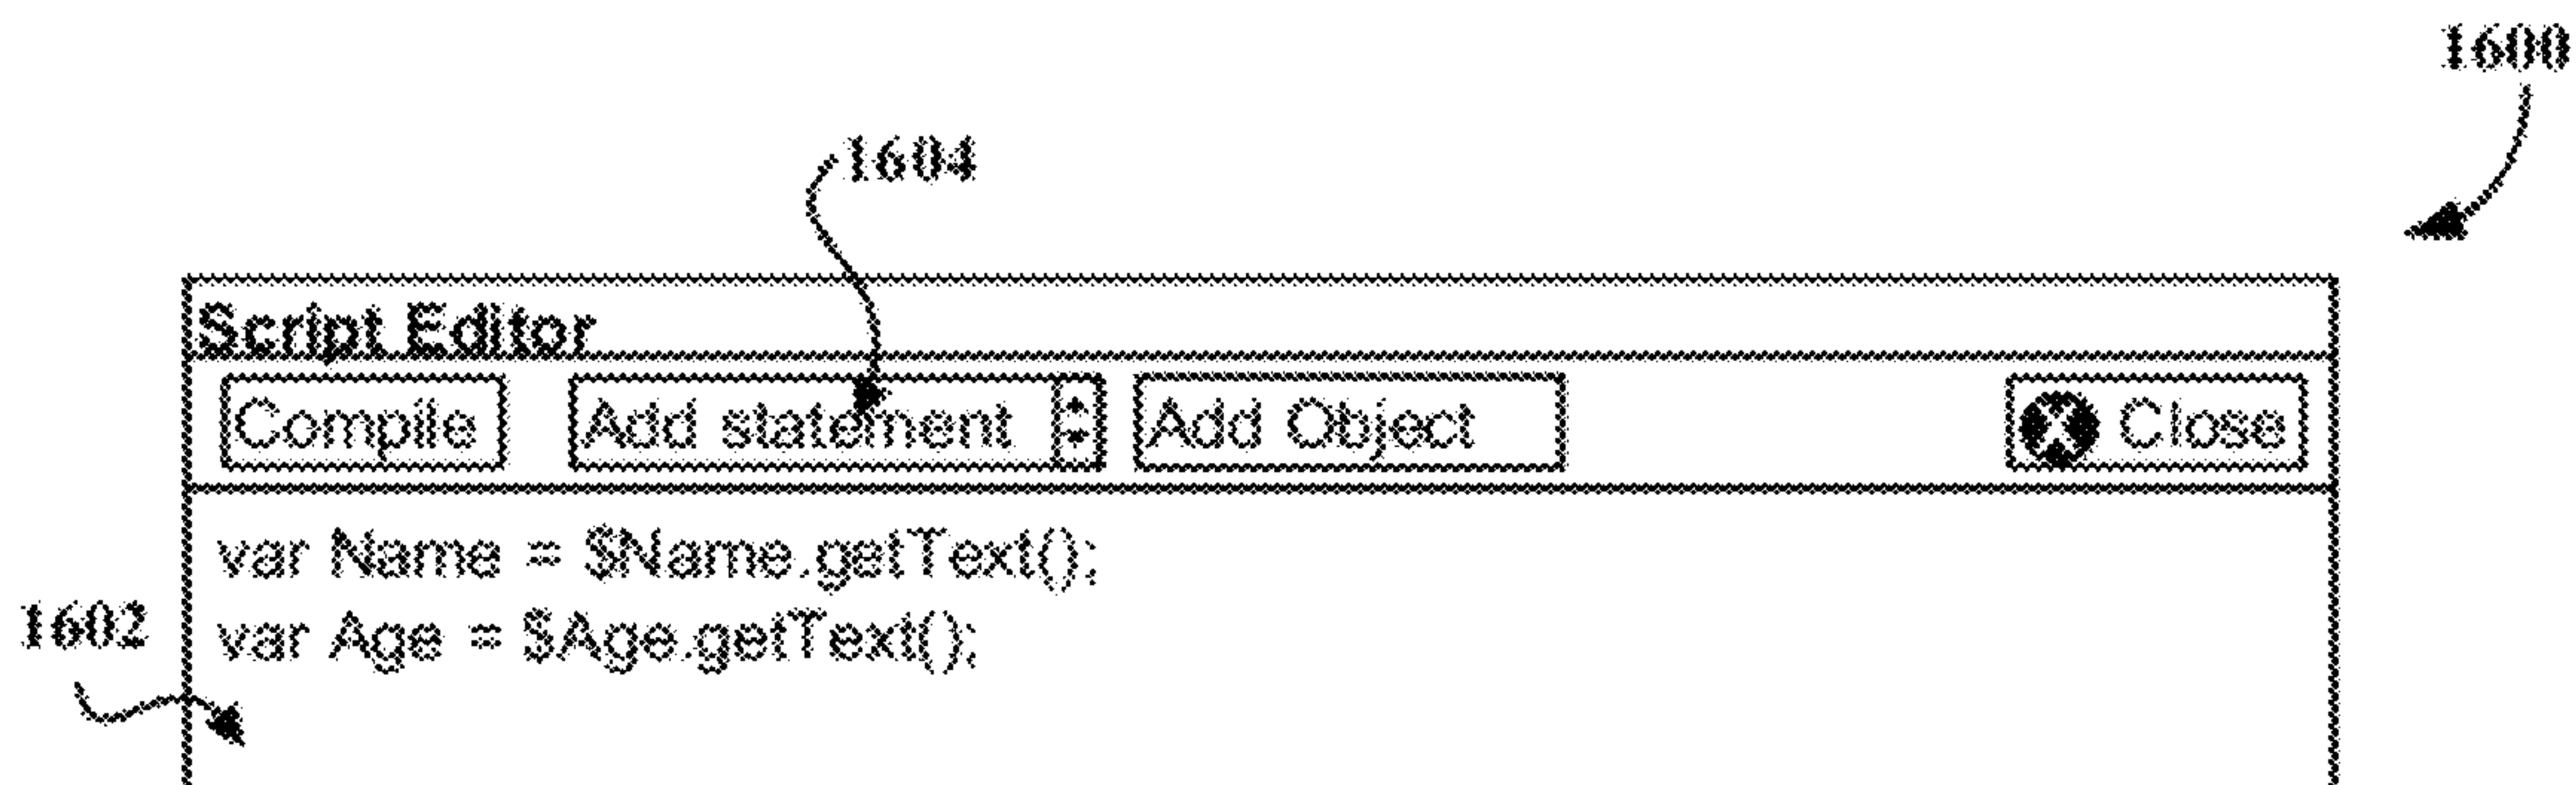 1600
1604
Script Editor
Compile Add statement Add Object Close
var Name = $Name.getText();
var Age = $Age.getText();
1602